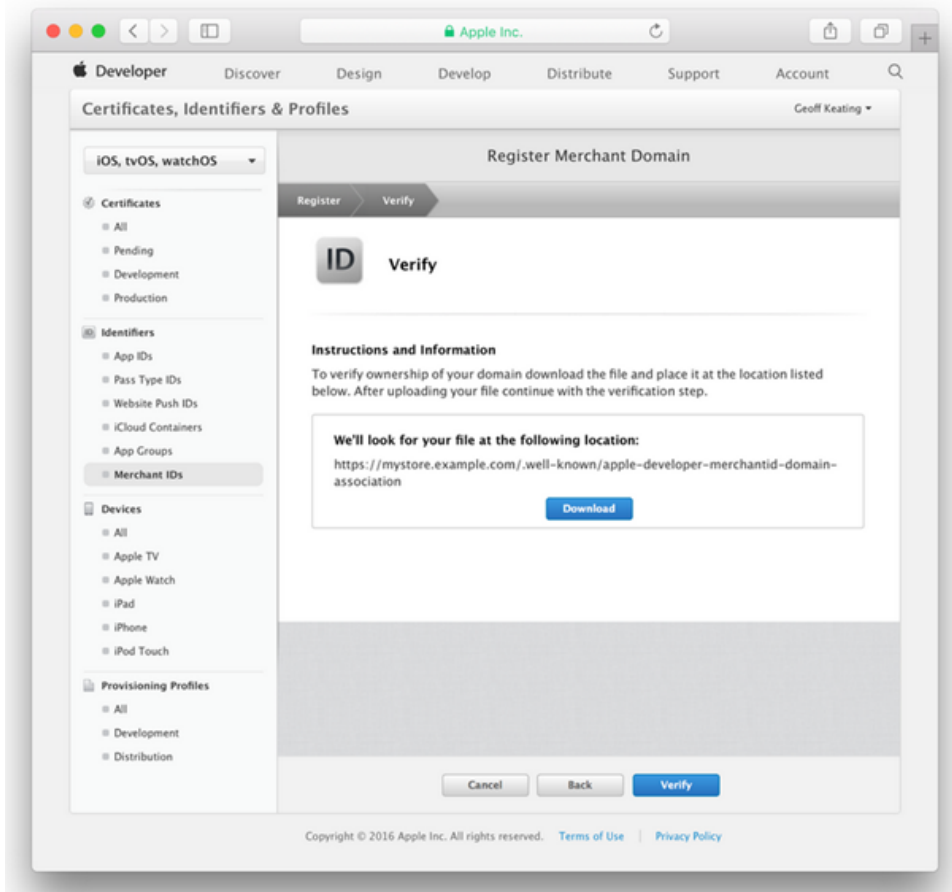 Apple Inc.
Developer
Discover
Design
Develop
Distribute
Support
Account
Certificates, Identifiers & Profiles
Geoff Keating
iOS, tvOS, watchOS
Certificates
All
Pending
Development
Production
Identifiers
App IDs
Pass Type IDs
Website Push IDs
iCloud Containers
App Groups
Merchant IDs
Devices
All
Apple TV
Apple Watch
iPad
iPhone
iPod Touch
Provisioning Profiles
All
Development
Distribution
Register Merchant Domain
Register
Verify
ID
Verify
Instructions and Information
To verify ownership of your domain download the file and place it at the location listed
below. After uploading your file continue with the verification step.
We'll look for your file at the following location:
https://mystore.example.com/.well-known/apple-developer-merchantid-domain-
association
Download
Cancel
Back
Verify
Copyright © 2016 Apple Inc. All rights reserved.
Terms of Use
Privacy Policy